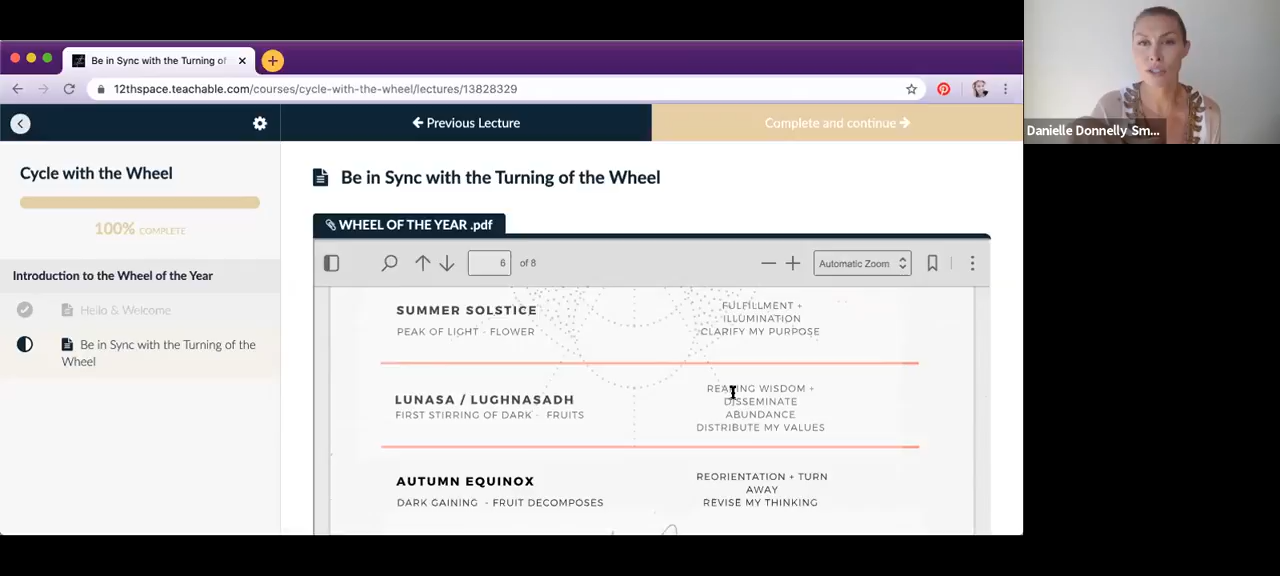 Be in Sync with the Turning of
12thspace.teachable.com/courses/cycle-with-the-wheel/lectures/13828329
Danielle Donnelly Sm...
Previous Lecture
Complete and continue
Cycle with the Wheel
100% COMPLETE
Introduction to the Wheel of the Year
Hello & Welcome
Be in Sync with the Turning of the
Wheel
Be in Sync with the Turning of the Wheel
WHEEL OF THE YEAR .pdf
6 of 8
Automatic Zoom
SUMMER SOLSTICE
PEAK OF LIGHT - FLOWER
FULFILLMENT +
ILLUMINATION
CLARIFY MY PURPOSE
LUNASA / LUGHNASADH
FIRST STIRRING OF DARK - FRUITS
WISDOM +
DISSEMINATE
ABUNDANCE
DISTRIBUTE MY VALUES
AUTUMN EQUINOX
DARK GAINING - FRUIT DECOMPOSES
REORIENTATION + TURN
AWAY
REVISE MY THINKING